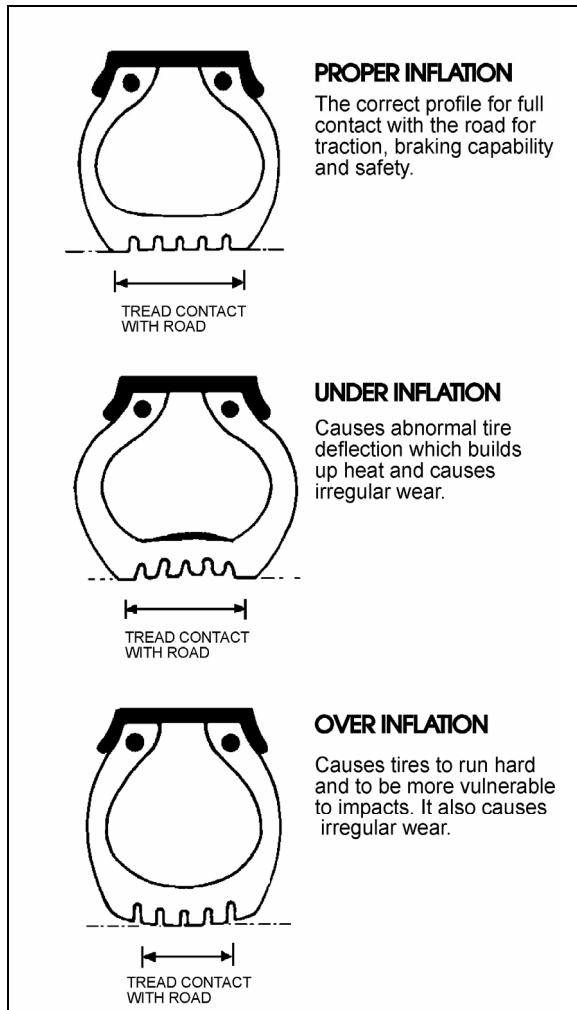 PROPER INFLATION
The correct profile for full
contact with the road for
traction, braking capability
and safety.
TREAD CONTACT
WITH ROAD
UNDER INFLATION
Causes abnormal tire
deflection which builds
up heat and causes
irregular wear.
TREAD CONTACT
WITH ROAD
OVER INFLATION
Causes tires to run hard
and to be more vulnerable
to impacts. It also causes
irregular wear.
TREAD CONTACT
WITH ROAD